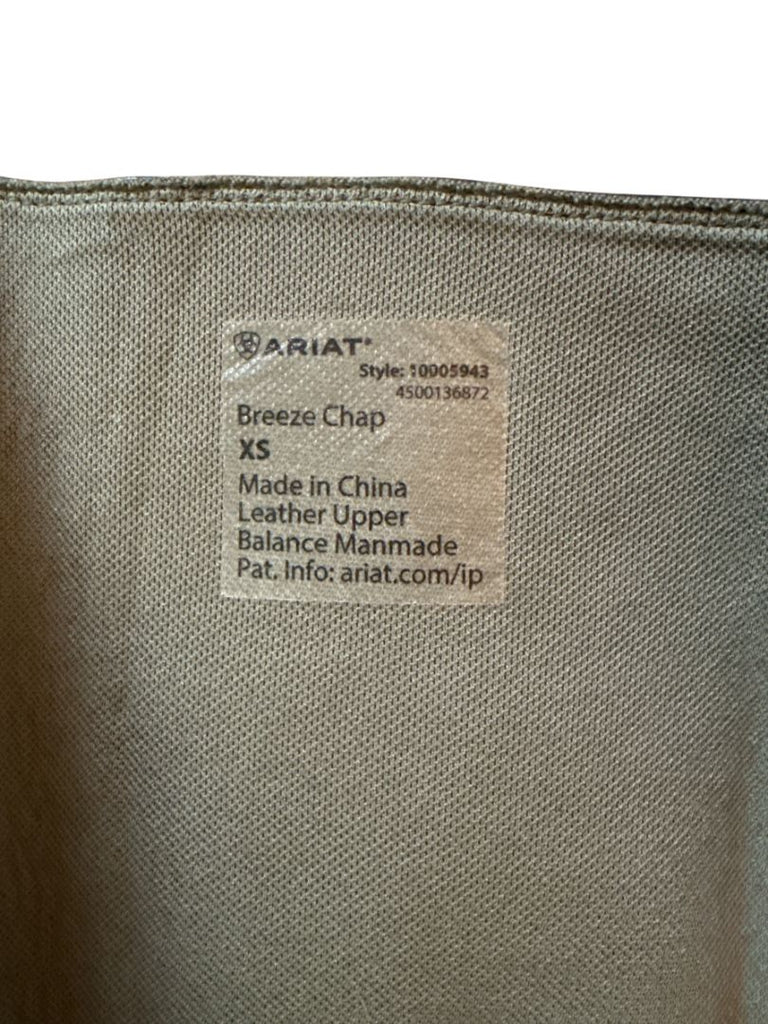 ARIAT®
Style: 10005943
4500136872
Breeze Chap
XS
Made in China
Leather Upper
Balance Manmade
Pat. Info: ariat.com/ip